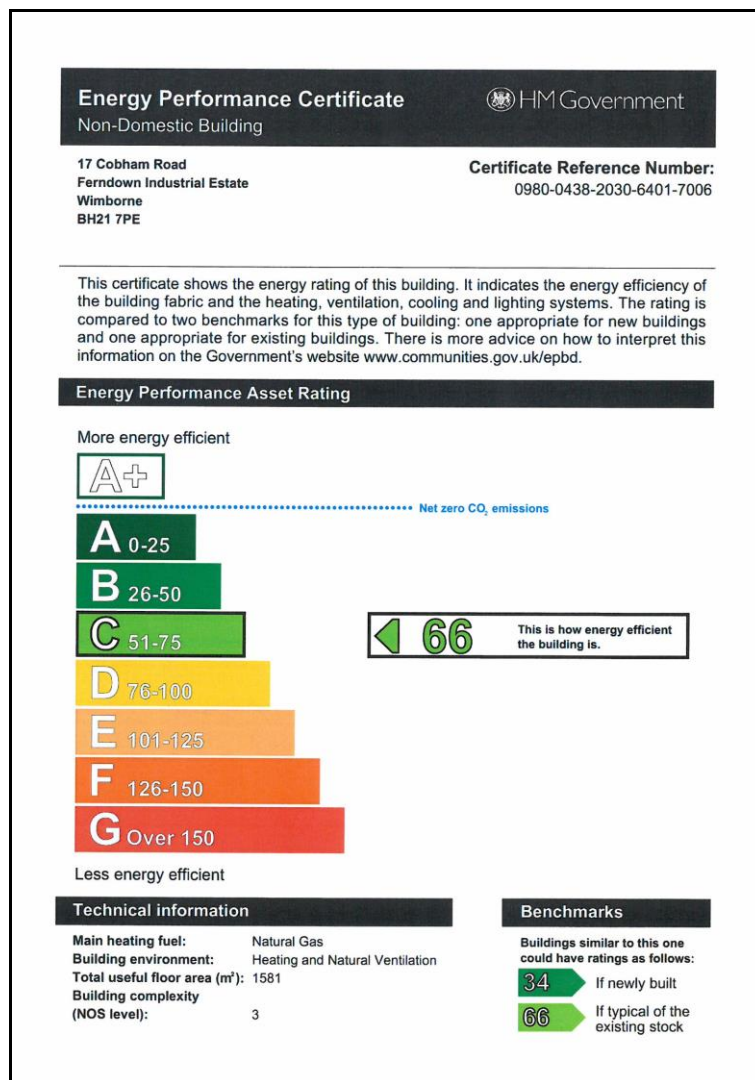 Energy Performance Certificate
HM Government
Non-Domestic Building
17 Cobham Road
Ferndown Industrial Estate
Wimborne
BH21 7PE
Certificate Reference Number:
0980-0438-2030-6401-7006
This certificate shows the energy rating of this building. It indicates the energy efficiency of
the building fabric and the heating, ventilation, cooling and lighting systems. The rating is
compared to two benchmarks for this type of building: one appropriate for new buildings
and one appropriate for existing buildings. There is more advice on how to interpret this
information on the Government's website www.communities.gov.uk/epbd.
Energy Performance Asset Rating
More energy efficient
A+
Net zero CO₂ emissions
A 0-25
B 26-50
C 51-75
66
This is how energy efficient
the building is.
D 76-100
E 101-125
F 126-150
G Over 150
Less energy efficient
Technical information
Main heating fuel: Natural Gas
Building environment: Heating and Natural Ventilation
Total useful floor area (m²): 1581
Building complexity
(NOS level): 3
Benchmarks
Buildings similar to this one
could have ratings as follows:
34 If newly built
66 If typical of the
existing stock